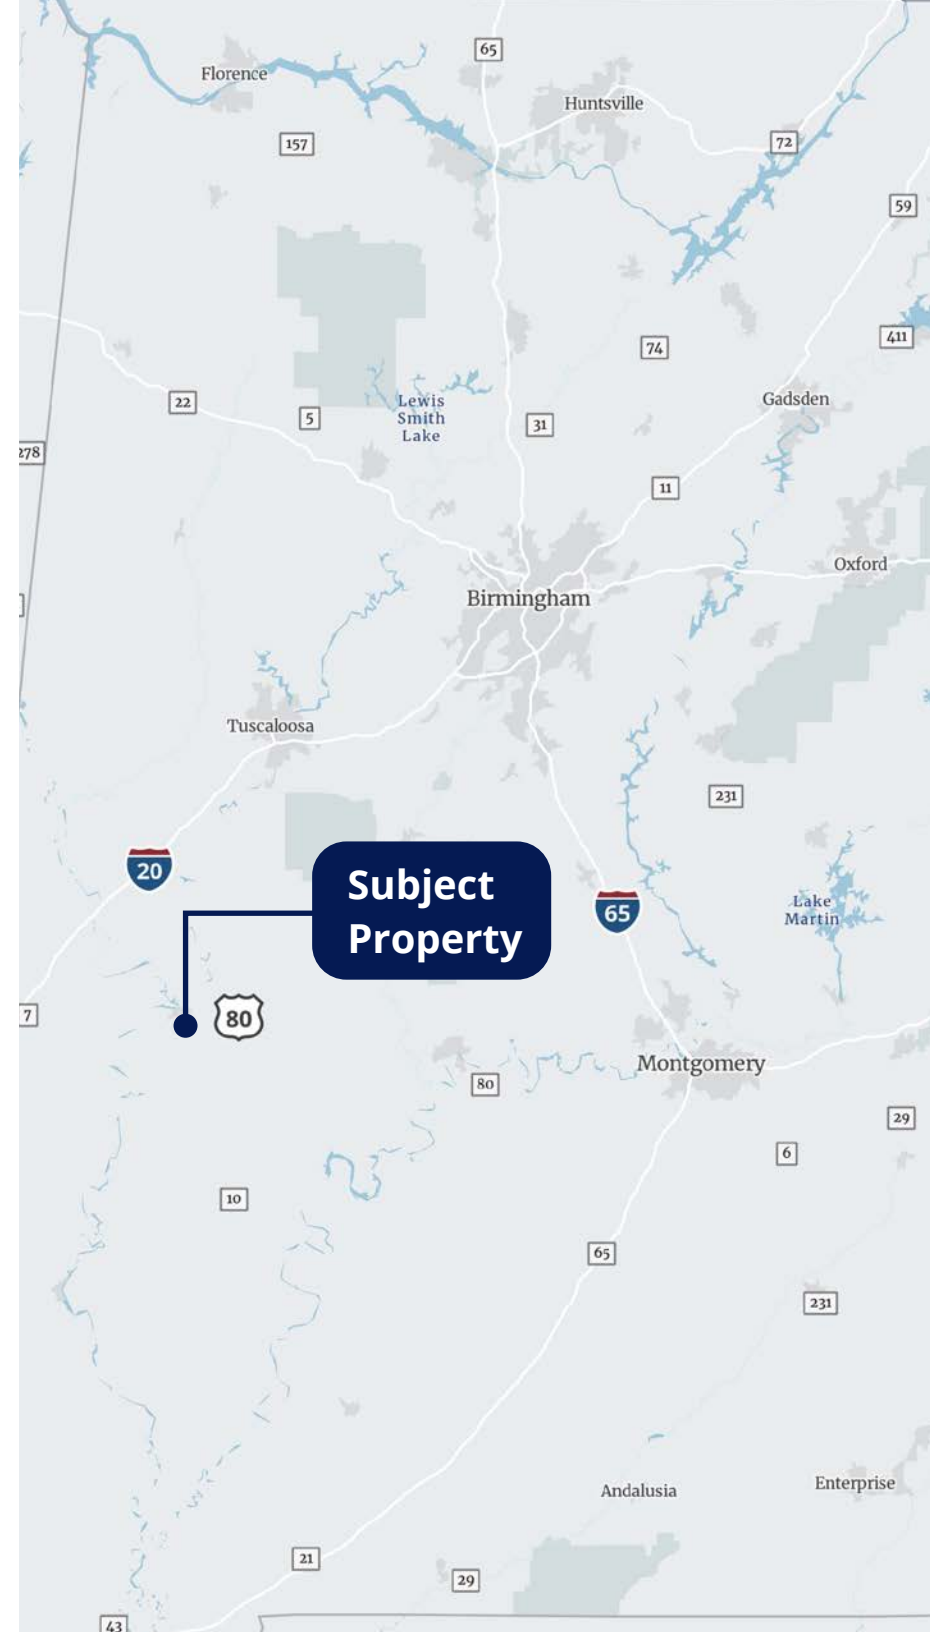 65
Florence
Huntsville
157
72
59
411
74
Gadsden
22
Lewis
Smith
Lake
5
31
278
11
Oxford
Birmingham
Tuscaloosa
231
20
Subject
Property
65
Lake
Martin
7
80
Montgomery
80
29
6
10
65
231
Andalusia
Enterprise
21
29
43